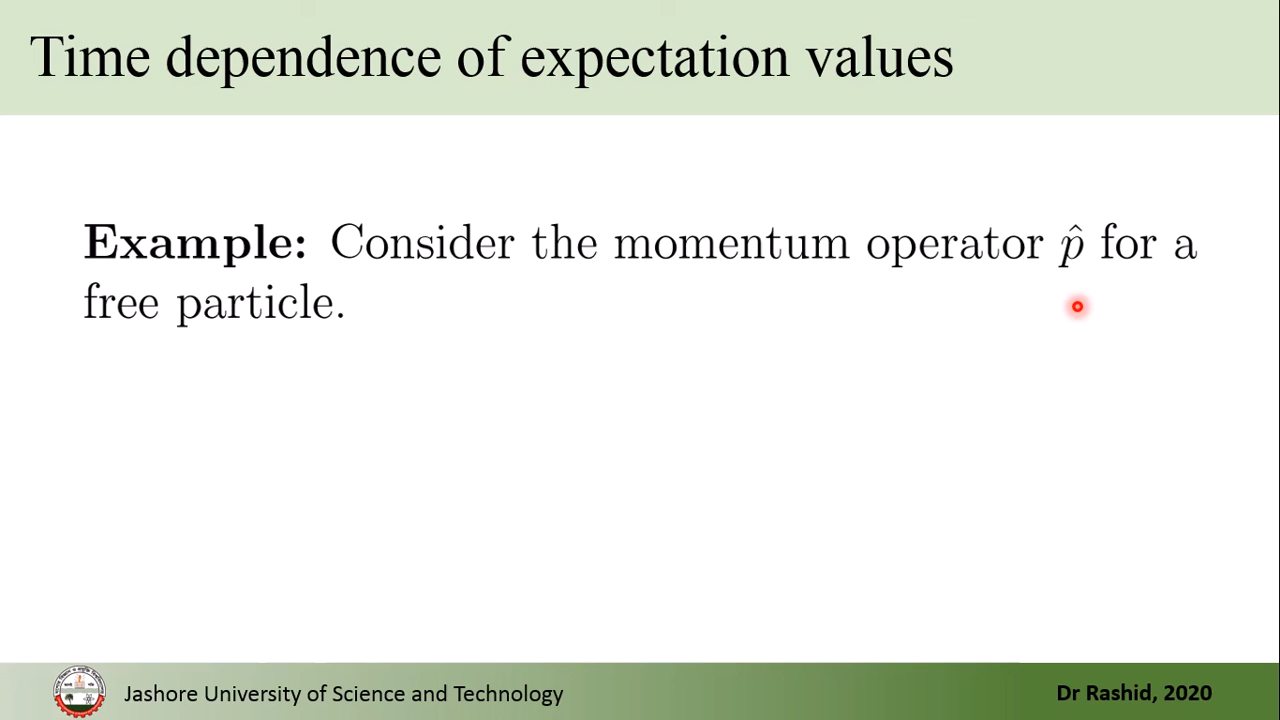 Time dependence of expectation values
Example: Consider the momentum operator p̂ for a
free particle.
Jashore University of Science and Technology
Dr Rashid, 2020